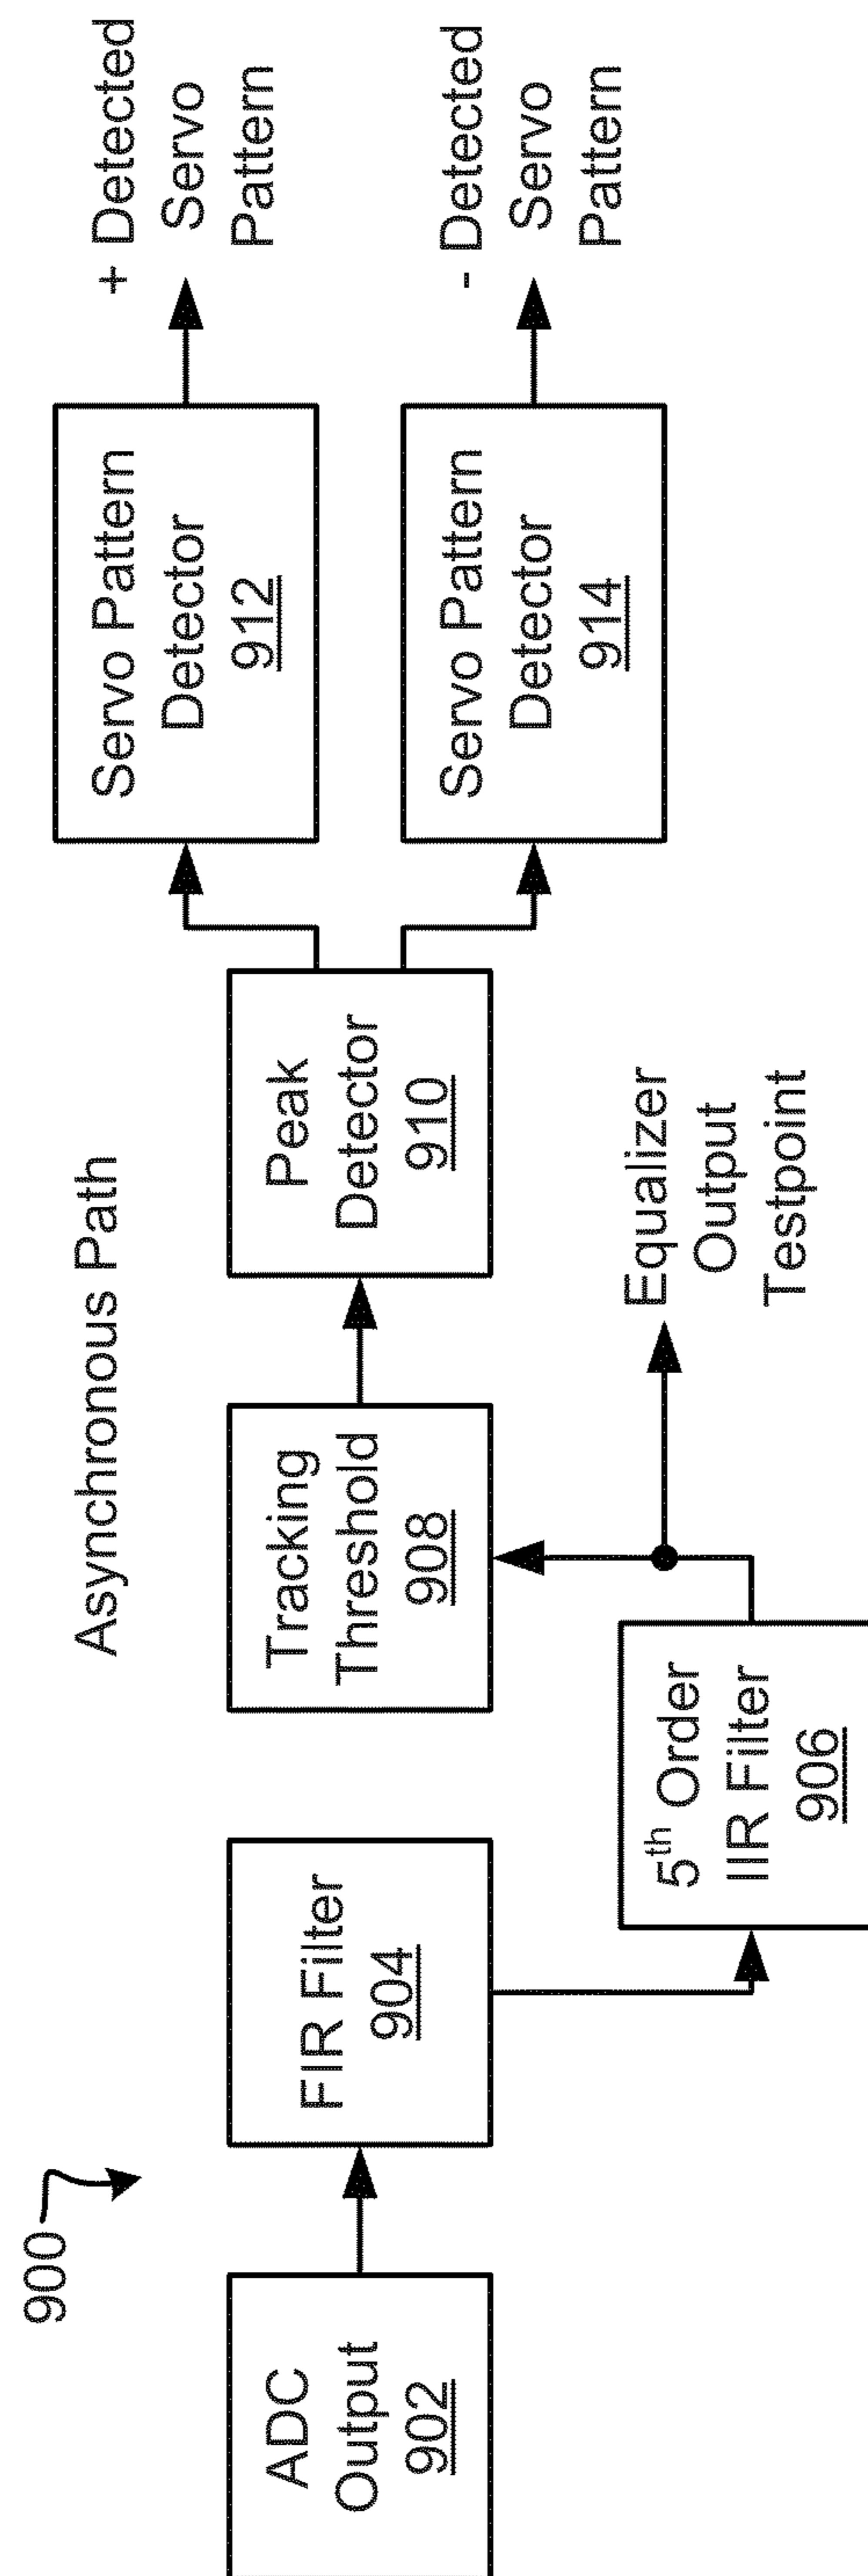 900
Asynchronous Path
ADC
Output
902
FIR Filter
904
5th Order
IIR Filter
906
Tracking
Threshold
908
Equalizer
Output
Testpoint
Peak
Detector
910
Servo Pattern
Detector
912
+ Detected
Servo
Pattern
Servo Pattern
Detector
914
- Detected
Servo
Pattern